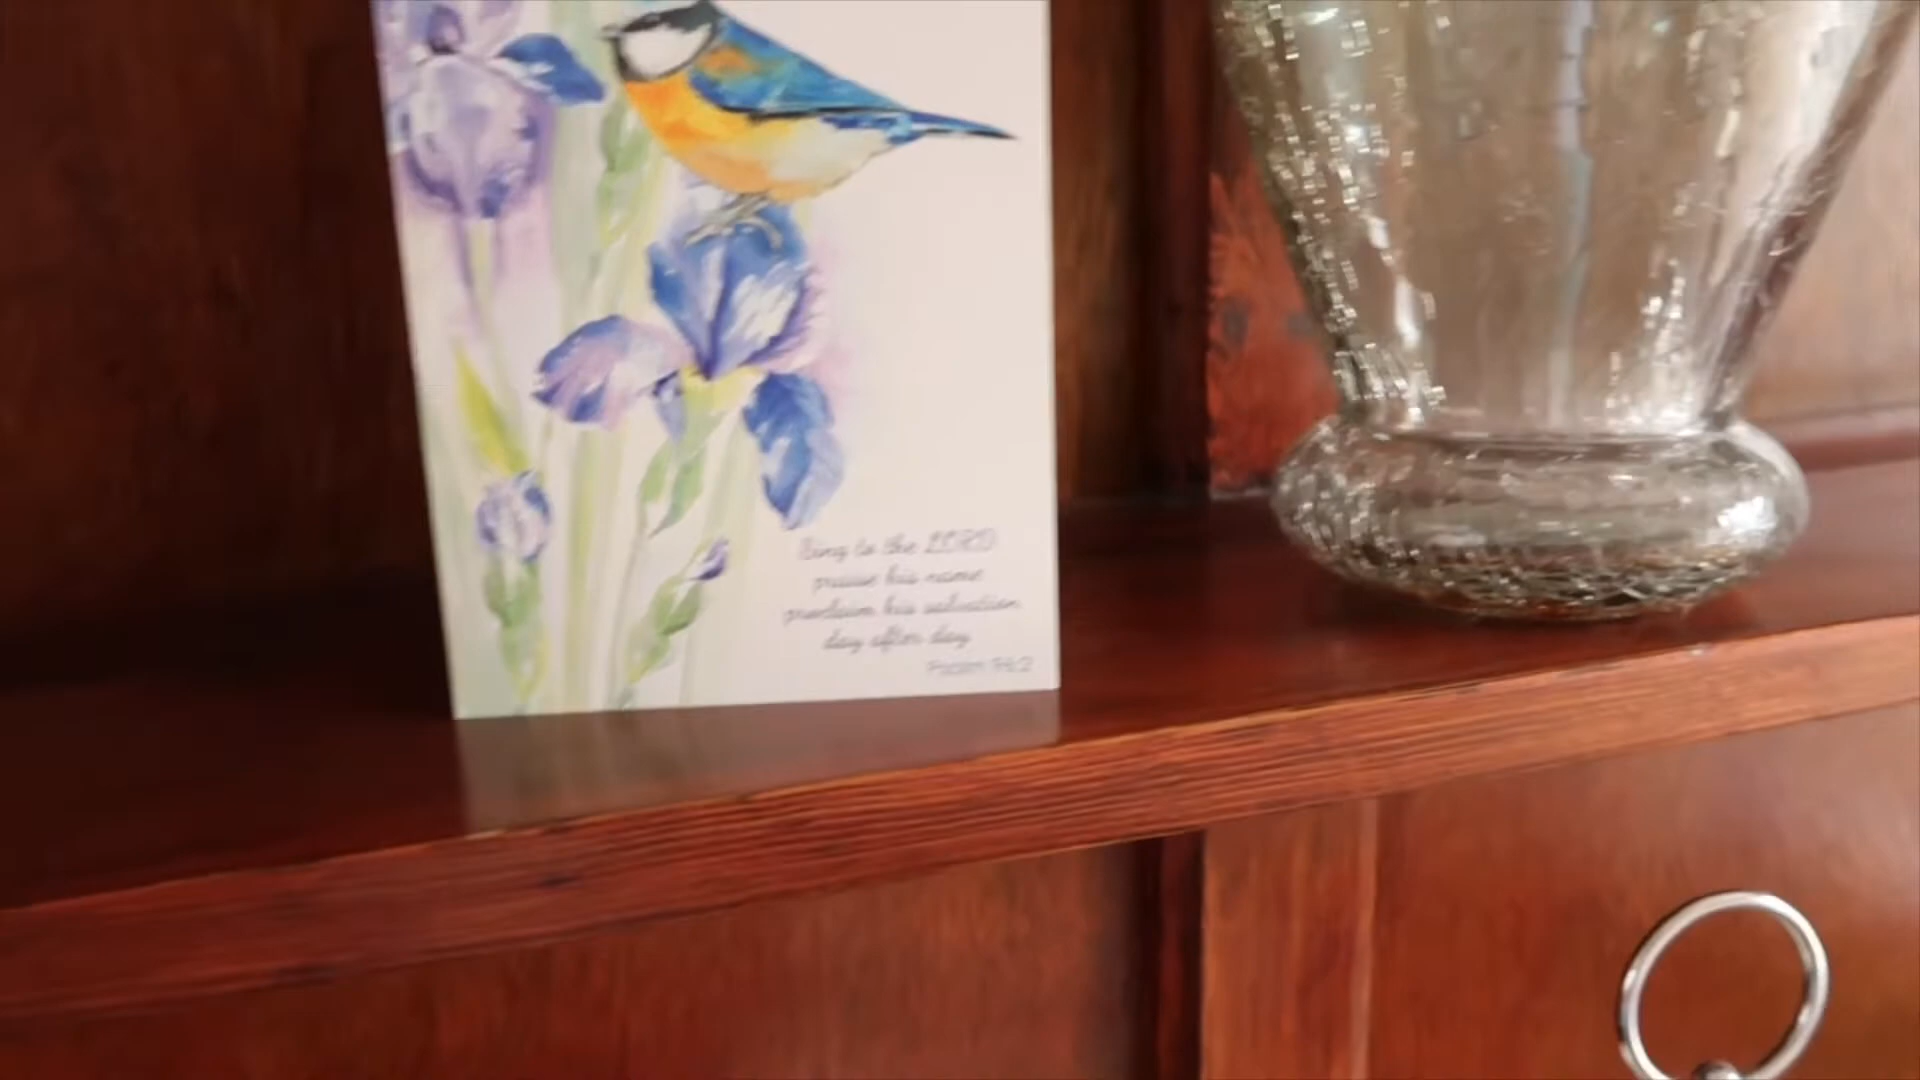 Sing to the LORD
praise his name
proclaim his salvation
day after day
Psalm 96:2